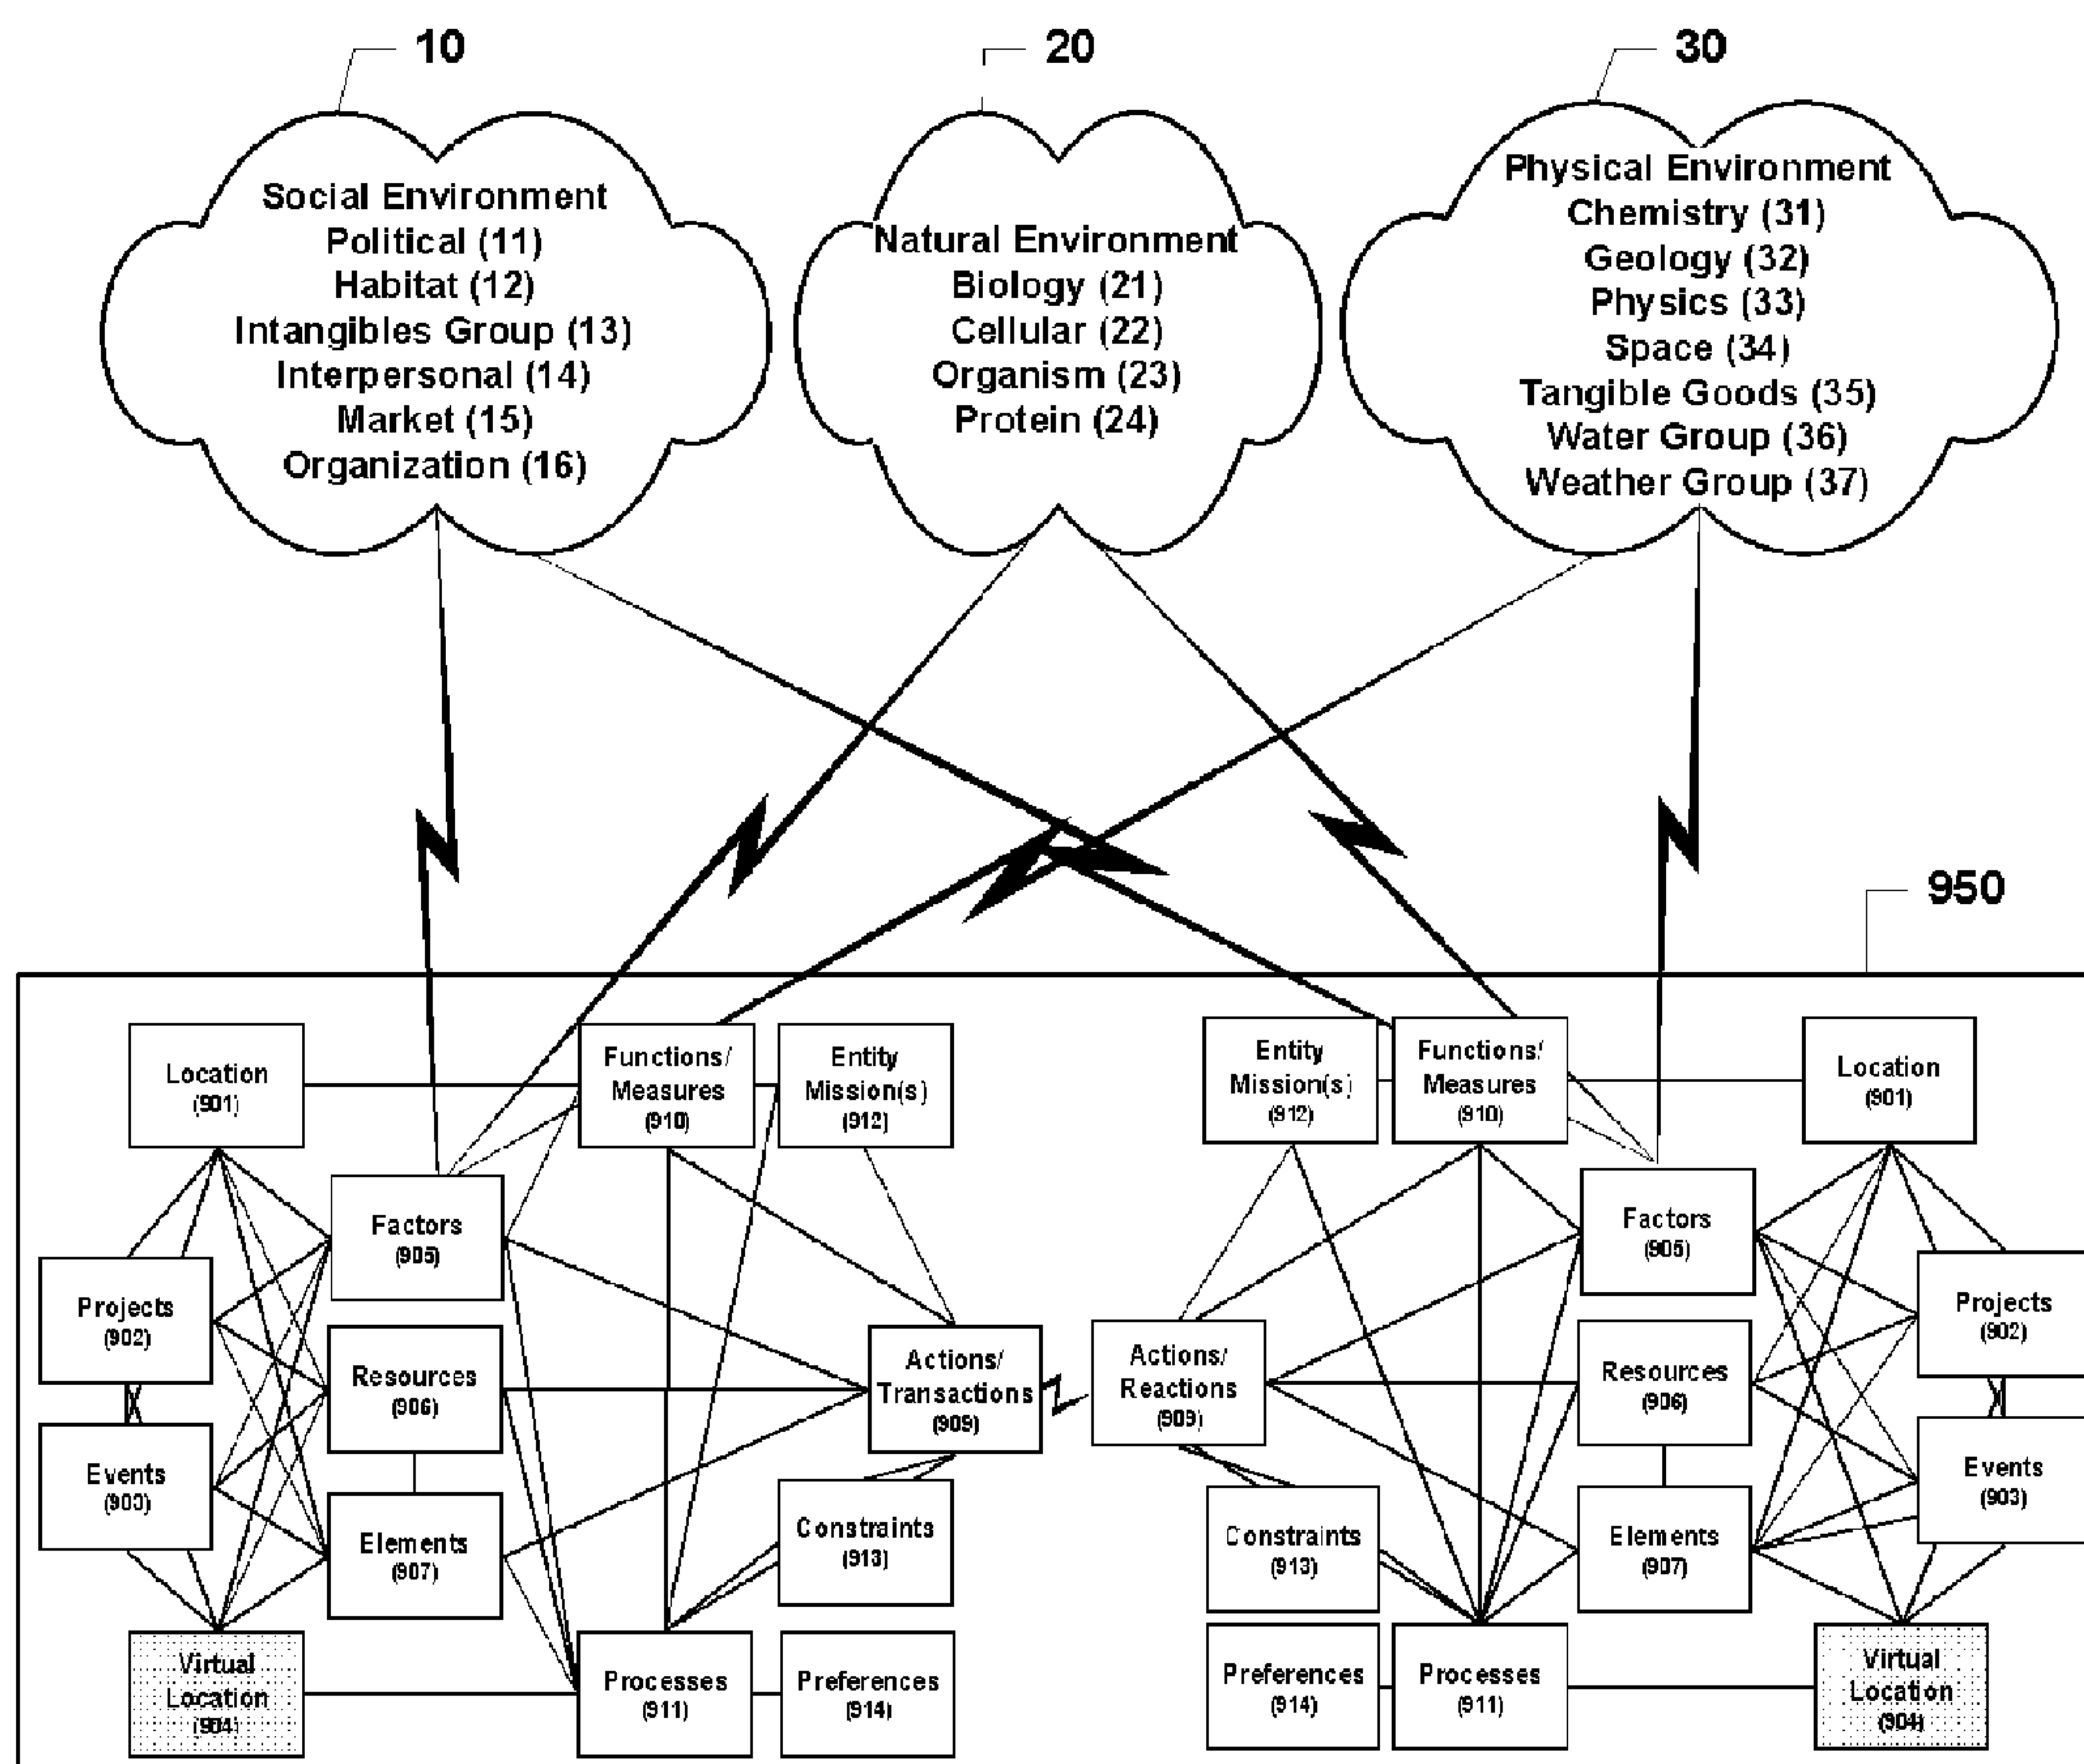 10
20
30
Social Environment
Political (11)
Habitat (12)
Intangibles Group (13)
Interpersonal (14)
Market (15)
Organization (16)
Natural Environment
Biology (21)
Cellular (22)
Organism (23)
Protein (24)
Physical Environment
Chemistry (31)
Geology (32)
Physics (33)
Space (34)
Tangible Goods (35)
Water Group (36)
Weather Group (37)
950
Location
(901)
Functions/
Measures
(910)
Entity
Mission(s)
(912)
Factors
(905)
Projects
(902)
Resources
(906)
Actions/
Transactions
(909)
Events
(903)
Elements
(907)
Constraints
(913)
Virtual
Location
(904)
Processes
(911)
Preferences
(914)
Entity
Mission(s)
(912)
Functions/
Measures
(910)
Location
(901)
Factors
(905)
Projects
(902)
Actions/
Reactions
(909)
Resources
(906)
Events
(903)
Constraints
(913)
Elements
(907)
Preferences
(914)
Processes
(911)
Virtual
Location
(904)